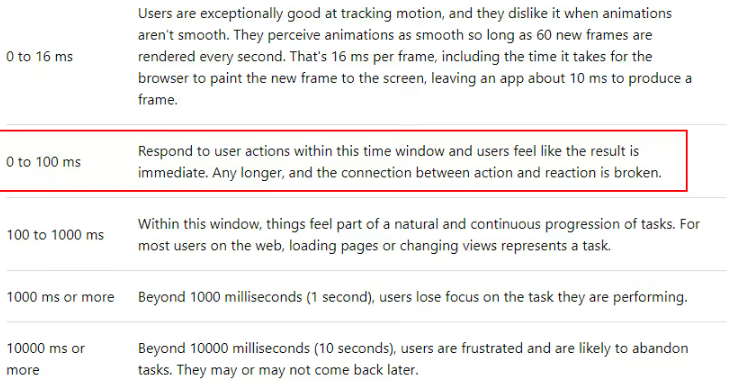 Users are exceptionally good at tracking motion, and they dislike it when animations
aren't smooth. They perceive animations as smooth so long as 60 new frames are
0 to 16 ms
rendered every second. That's 16 ms per frame, including the time it takes for the
browser to paint the new frame to the screen, leaving an app about 10 ms to produce a
frame.
0 to 100 ms
Respond to user actions within this time window and users feel like the result is
immediate. Any longer, and the connection between action and reaction is broken.
100 to 1000 ms
Within this window, things feel part of a natural and continuous progression of tasks. For
most users on the web, loading pages or changing views represents a task.
1000 ms or more
Beyond 1000 milliseconds (1 second), users lose focus on the task they are performing.
10000 ms or
more
Beyond 10000 milliseconds (10 seconds), users are frustrated and are likely to abandon
tasks. They may or may not come back later.